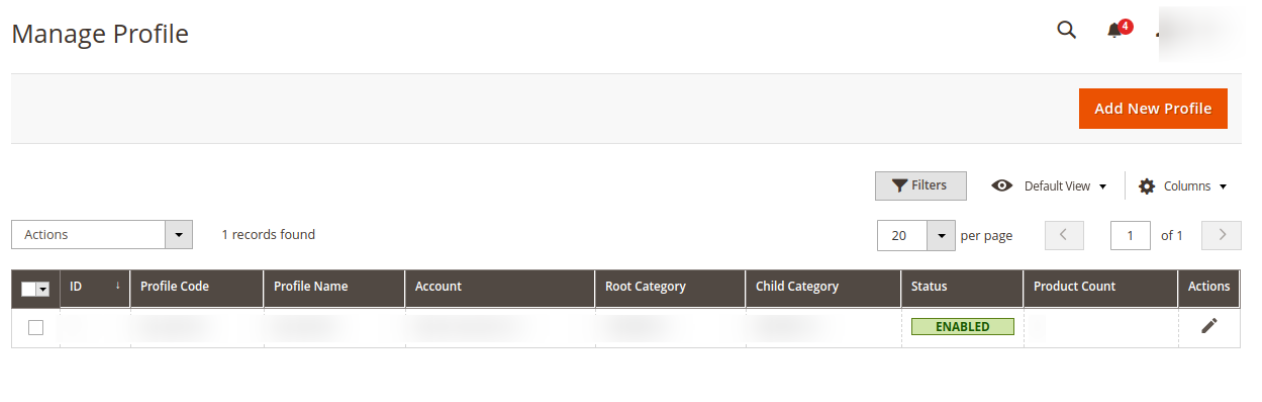 Manage Profile
4
Add New Profile
Filters
Default View
Columns
Actions
1 records found
20
per page
1
of 1
ID ↓ Profile Code Profile Name Account Root Category Child Category Status Product Count Actions
ENABLED